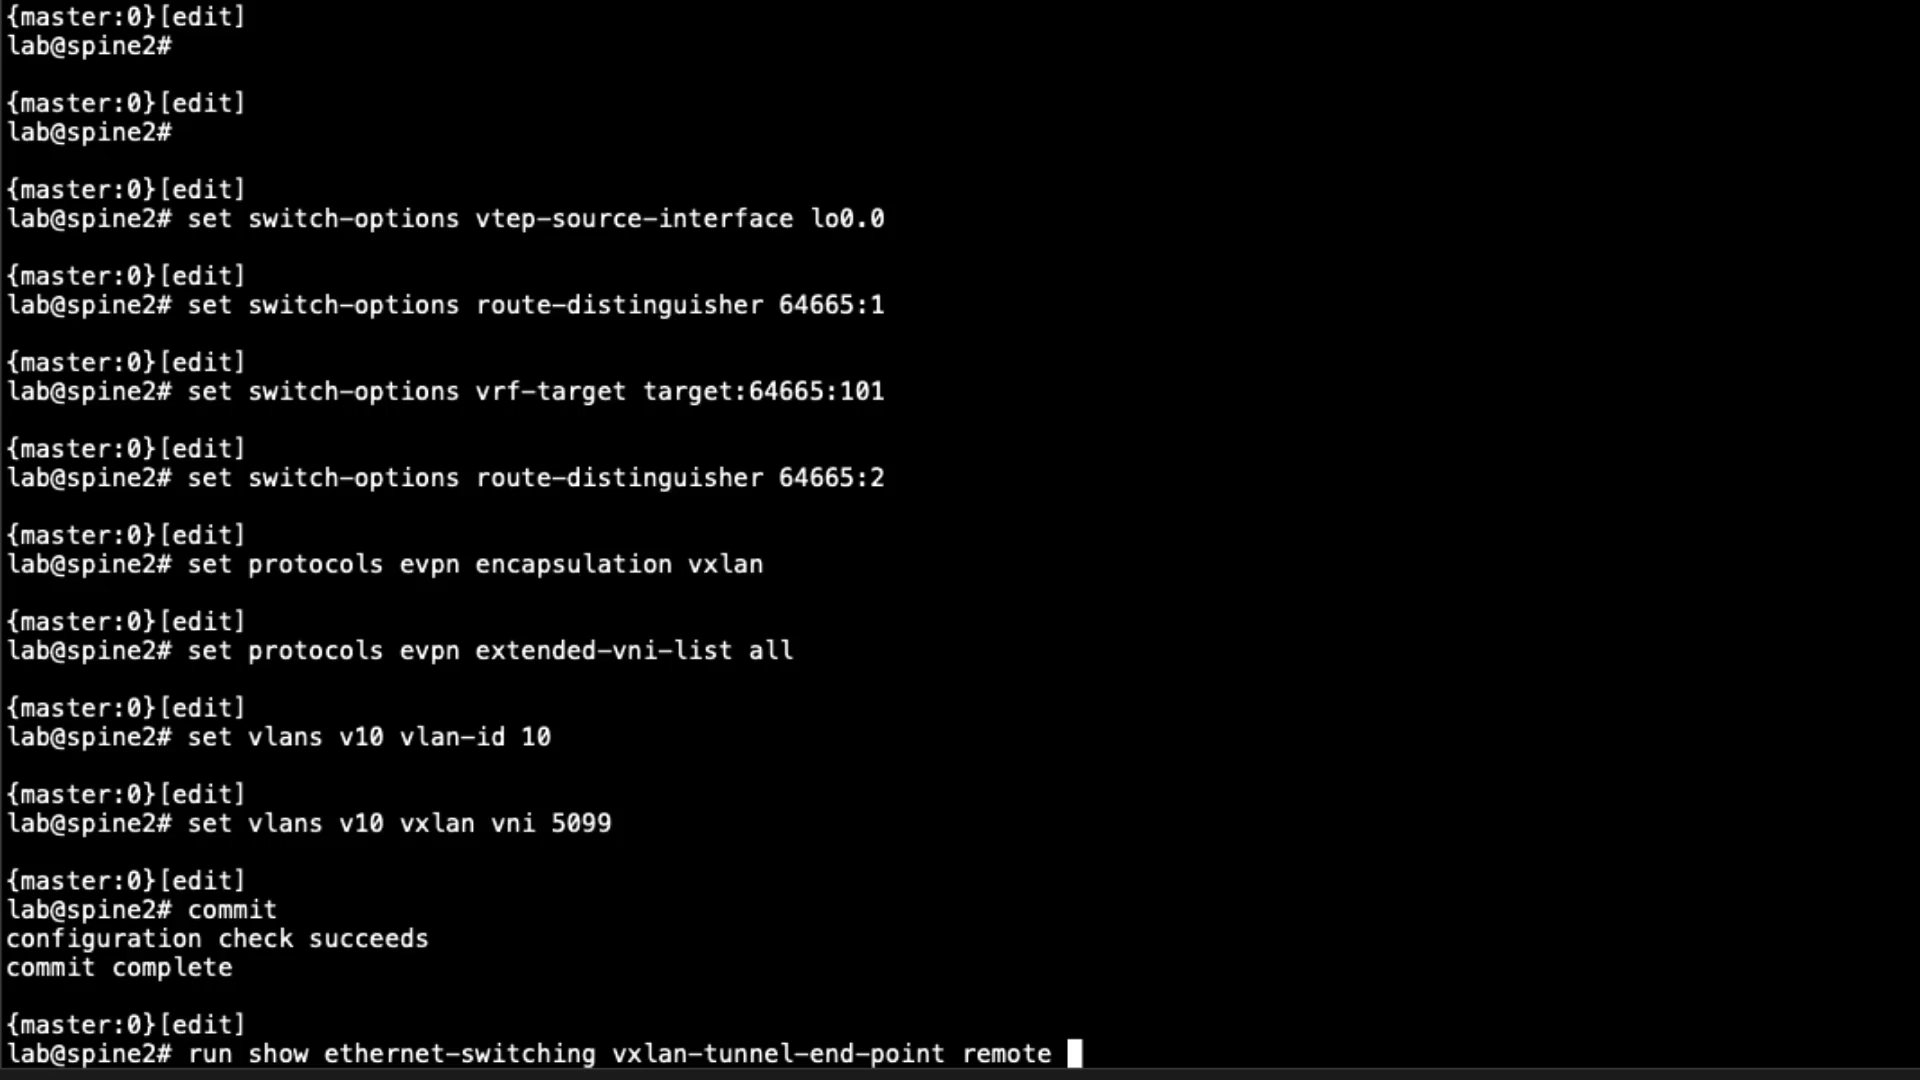 {master:0}[edit]
lab@spine2#
{master:0}[edit]
lab@spine2#
{master:0}[edit]
lab@spine2# set switch-options vtep-source-interface lo0.0
{master:0}[edit]
lab@spine2# set switch-options route-distinguisher 64665:1
{master:0}[edit]
lab@spine2# set switch-options vrf-target target:64665:101
{master:0}[edit]
lab@spine2# set switch-options route-distinguisher 64665:2
{master:0}[edit]
lab@spine2# set protocols evpn encapsulation vxlan
{master:0}[edit]
lab@spine2# set protocols evpn extended-vni-list all
{master:0}[edit]
lab@spine2# set vlans v10 vlan-id 10
{master:0}[edit]
lab@spine2# set vlans v10 vxlan vni 5099
{master:0}[edit]
lab@spine2# commit
configuration check succeeds
commit complete
{master:0}[edit]
lab@spine2# run show ethernet-switching vxlan-tunnel-end-point remote